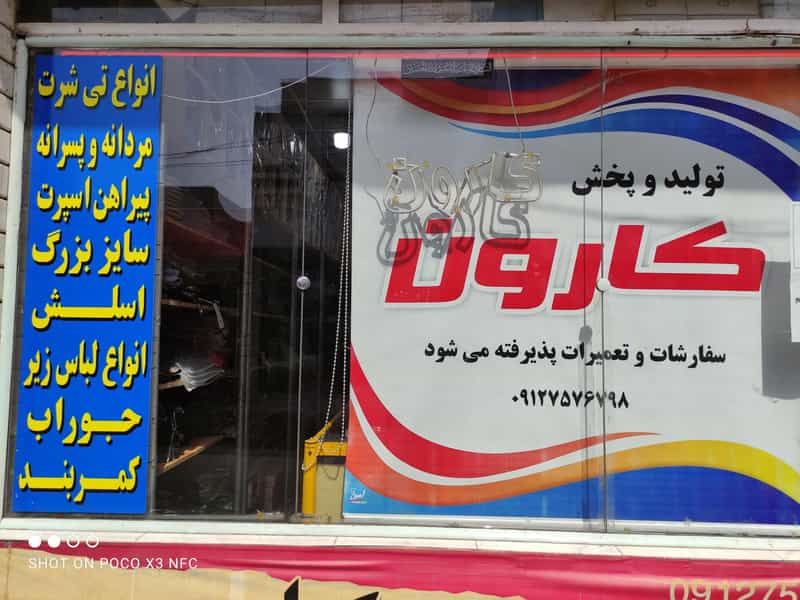 انواع تی شرت
مردانه و پسرانه
پیراهن اسپرت
سایز بزرگ
اسلش
انواع لباس زیر
جوراب
کمربند
تولید و پخش
کارون
کارون
سفارشات و تعمیرات پذیرفته می شود
۰۹۱۲۷۵۷۶۷۹۸
091275
SHOT ON POCO X3 NFC